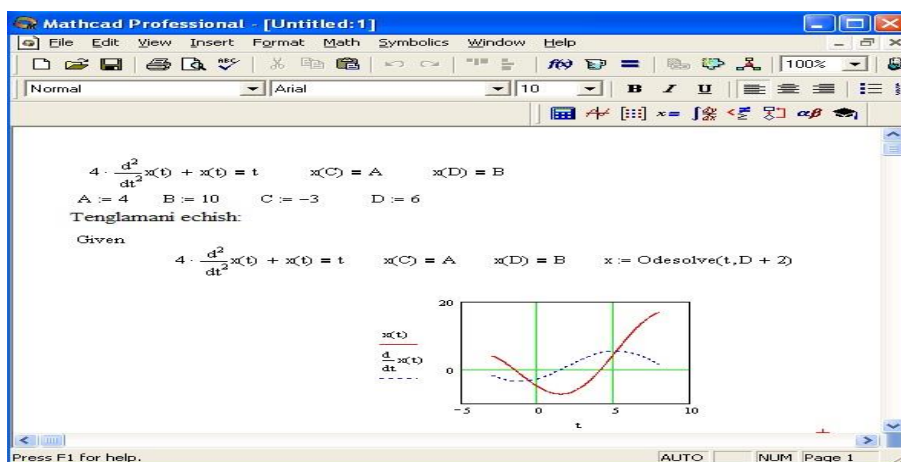 Mathcad Professional - [Untitled:1]
File Edit View Insert Format Math Symbolics Window Help
ABC f(x) = 100%
Normal Arial 10 B I U
x= αβ
4 · d²/dt² x(t) + x(t) = t x(C) = A x(D) = B
A := 4 B := 10 C := -3 D := 6
Tenglamani echish:
Given
4 · d²/dt² x(t) + x(t) = t x(C) = A x(D) = B x := Odesolve(t,D + 2)
20
x(t)
d/dt x(t)
0
-5 0 5 10
t
Press F1 for help. AUTO NUM Page 1